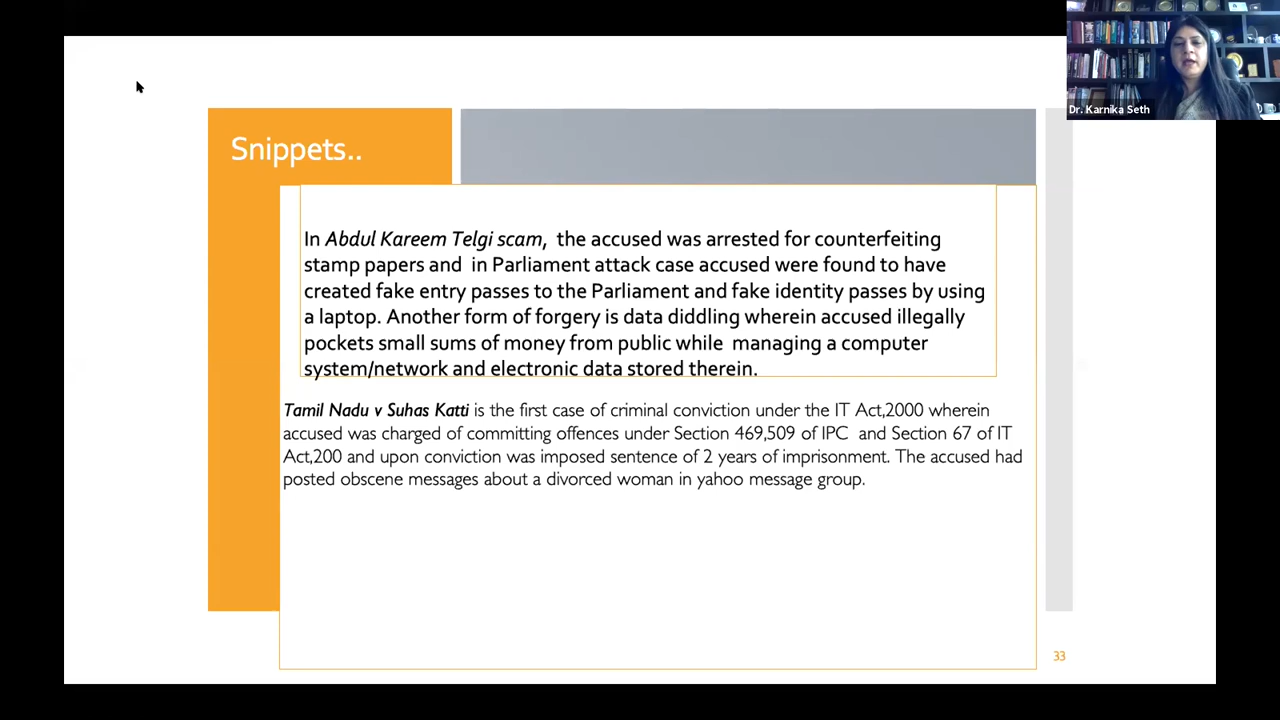 Dr. Karnika Seth
Snippets..
In Abdul Kareem Telgi scam, the accused was arrested for counterfeiting
stamp papers and in Parliament attack case accused were found to have
created fake entry passes to the Parliament and fake identity passes by using
a laptop. Another form of forgery is data diddling wherein accused illegally
pockets small sums of money from public while managing a computer
system/network and electronic data stored therein.
Tamil Nadu v Suhas Katti is the first case of criminal conviction under the IT Act,2000 wherein
accused was charged of committing offences under Section 469,509 of IPC and Section 67 of IT
Act,200 and upon conviction was imposed sentence of 2 years of imprisonment. The accused had
posted obscene messages about a divorced woman in yahoo message group.
33